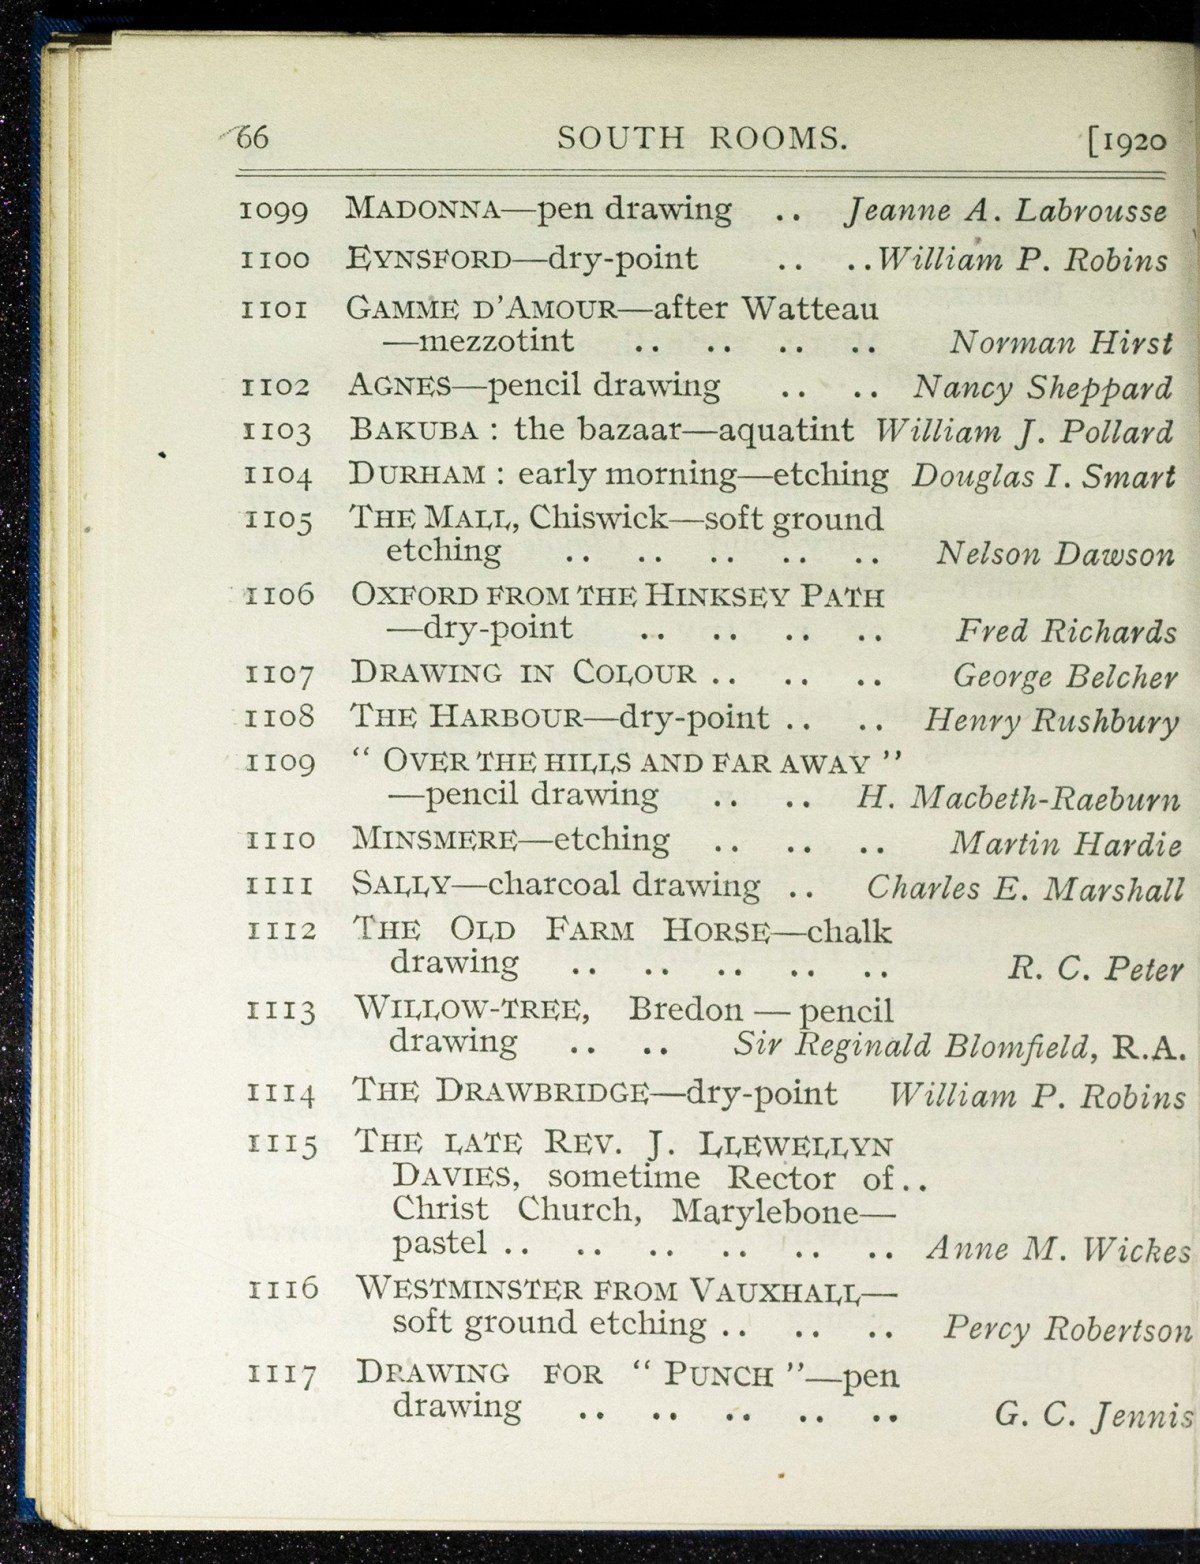 66 SOUTH ROOMS. [1920
1099 MADONNA—pen drawing .. Jeanne A. Labrousse
1100 EYNSFORD—dry-point .. ..William P. Robins
1101 GAMME D'AMOUR—after Watteau
—mezzotint .. .. .. .. Norman Hirst
1102 AGNES—pencil drawing .. .. Nancy Sheppard
1103 BAKUBA : the bazaar—aquatint William J. Pollard
1104 DURHAM : early morning—etching Douglas I. Smart
1105 THE MALL, Chiswick—soft ground
etching .. .. .. .. .. Nelson Dawson
1106 OXFORD FROM THE HINKSEY PATH
—dry-point .. .. .. .. Fred Richards
1107 DRAWING IN COLOUR .. .. .. George Belcher
1108 THE HARBOUR—dry-point .. .. Henry Rushbury
1109 “ OVER THE HILLS AND FAR AWAY ”
—pencil drawing .. .. H. Macbeth-Raeburn
1110 MINSMERE—etching .. .. .. Martin Hardie
1111 SALLY—charcoal drawing .. Charles E. Marshall
1112 THE OLD FARM HORSE—chalk
drawing .. .. .. .. .. R. C. Peter
1113 WILLOW-TREE, Bredon — pencil
drawing .. .. Sir Reginald Blomfield, R.A.
1114 THE DRAWBRIDGE—dry-point William P. Robins
1115 THE LATE REV. J. LLEWELLYN
DAVIES, sometime Rector of..
Christ Church, Marylebone—
pastel .. .. .. .. .. .. Anne M. Wickes
1116 WESTMINSTER FROM VAUXHALL—
soft ground etching .. .. .. Percy Robertson
1117 DRAWING FOR “ PUNCH ”—pen
drawing .. .. .. .. .. G. C. Jennis